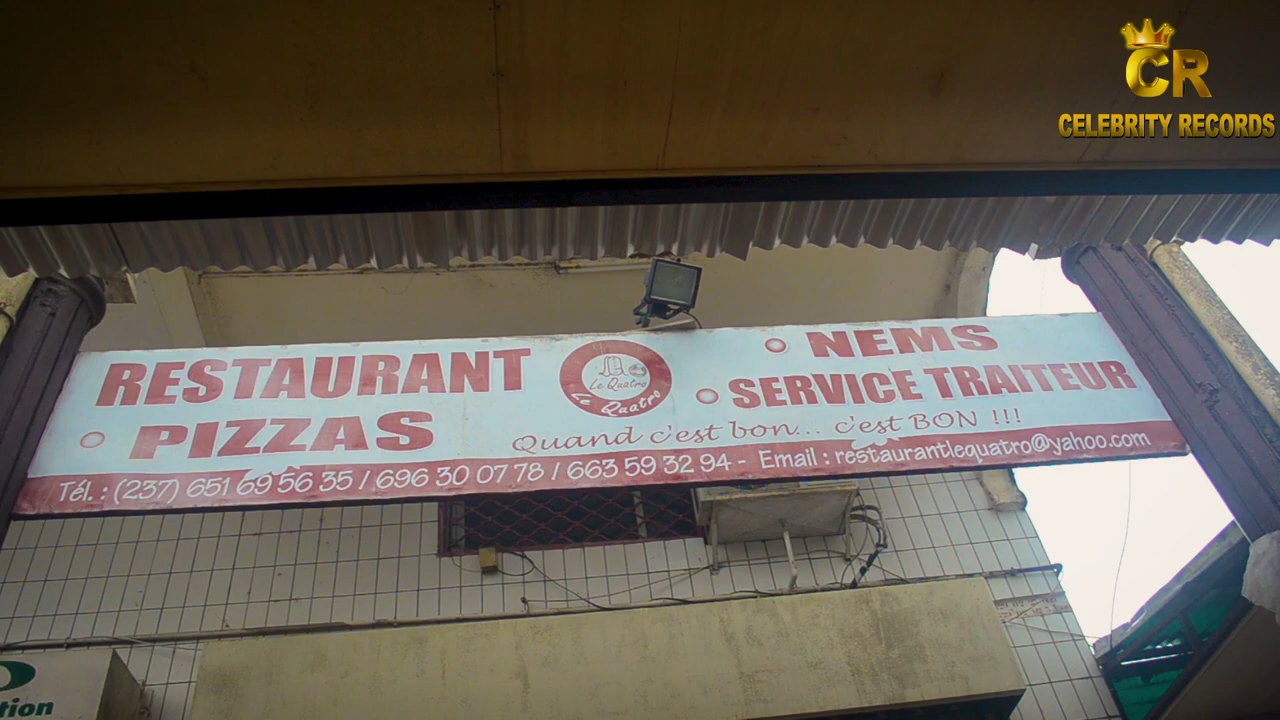 CR
CELEBRITY RECORDS
RESTAURANT
PIZZAS
Le Quatro
Le Quatro
NEMS
SERVICE TRAITEUR
Quand c'est bon... c'est BON !!!
Tél. : (237) 651 69 56 35 / 696 30 07 78 / 663 59 32 94 - Email : restaurantlequatro@yahoo.com
tion